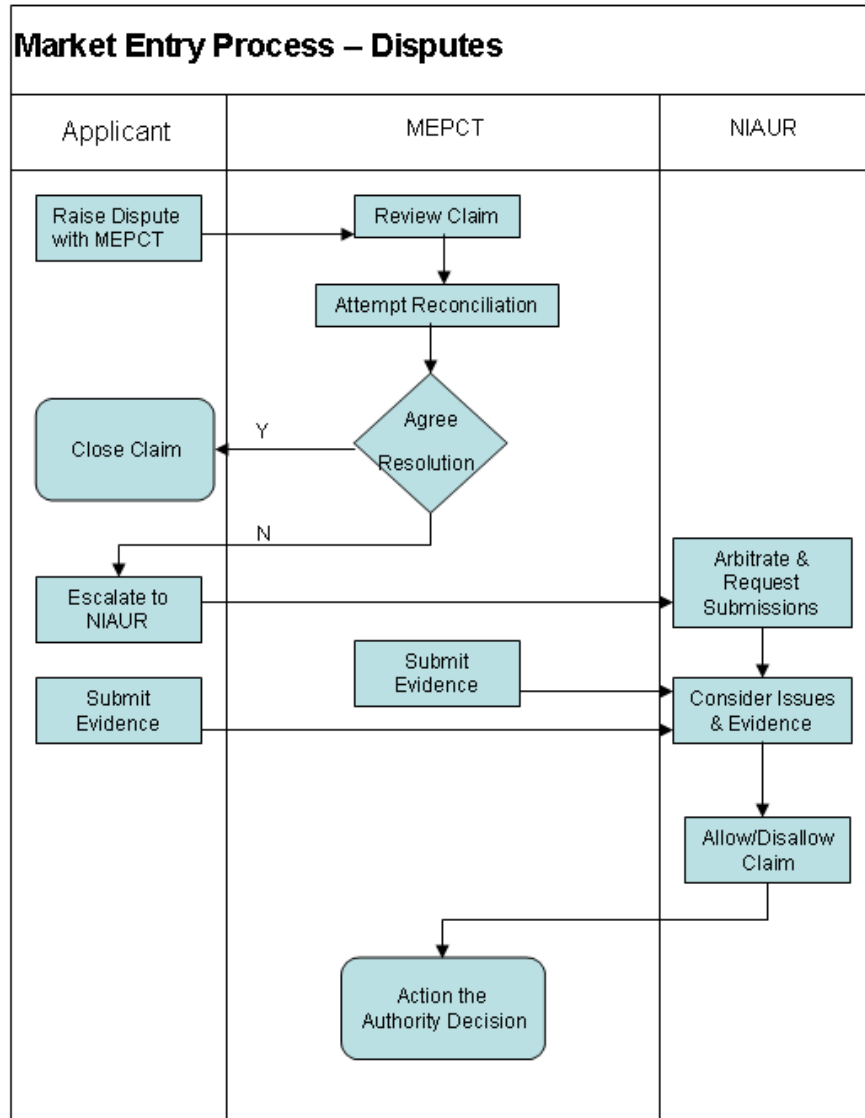 Market Entry Process – Disputes
Applicant
MEPCT
NIAUR
Raise Dispute
with MEPCT
Review Claim
Attempt Reconciliation
Agree
Resolution
Y
Close Claim
N
Escalate to
NIAUR
Arbitrate &
Request
Submissions
Submit
Evidence
Submit
Evidence
Consider Issues
& Evidence
Allow/Disallow
Claim
Action the
Authority Decision